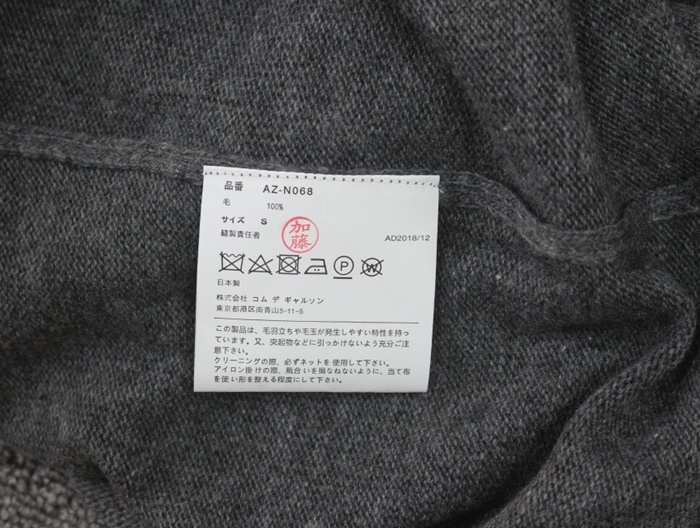 品番 AZ-N068
毛 100%
サイズ S
縫製責任者 加藤 AD2018/12
P W
日本製
株式会社 コム デ ギャルソン
東京都港区南青山5-11-5
この製品は、毛羽立ちや毛玉が発生しやすい特性を持っ
ています。又、突起物などに引っかけないよう充分ご注
意下さい。
クリーニングの際、必ずネットを使用して下さい。
アイロン掛けの際、風合いを損なねないように、当て布
を使い形を整える程度にして下さい。